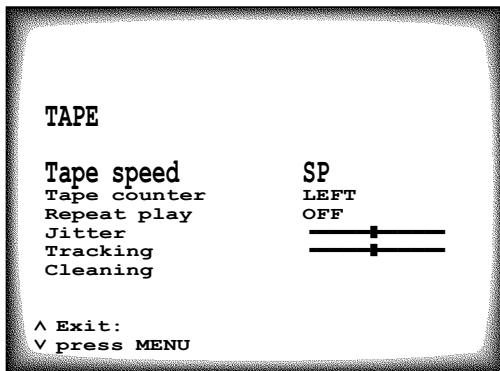 TAPE
Tape speed SP
Tape counter LEFT
Repeat play OFF
Jitter
Tracking
Cleaning
∧ Exit:
∨ press MENU